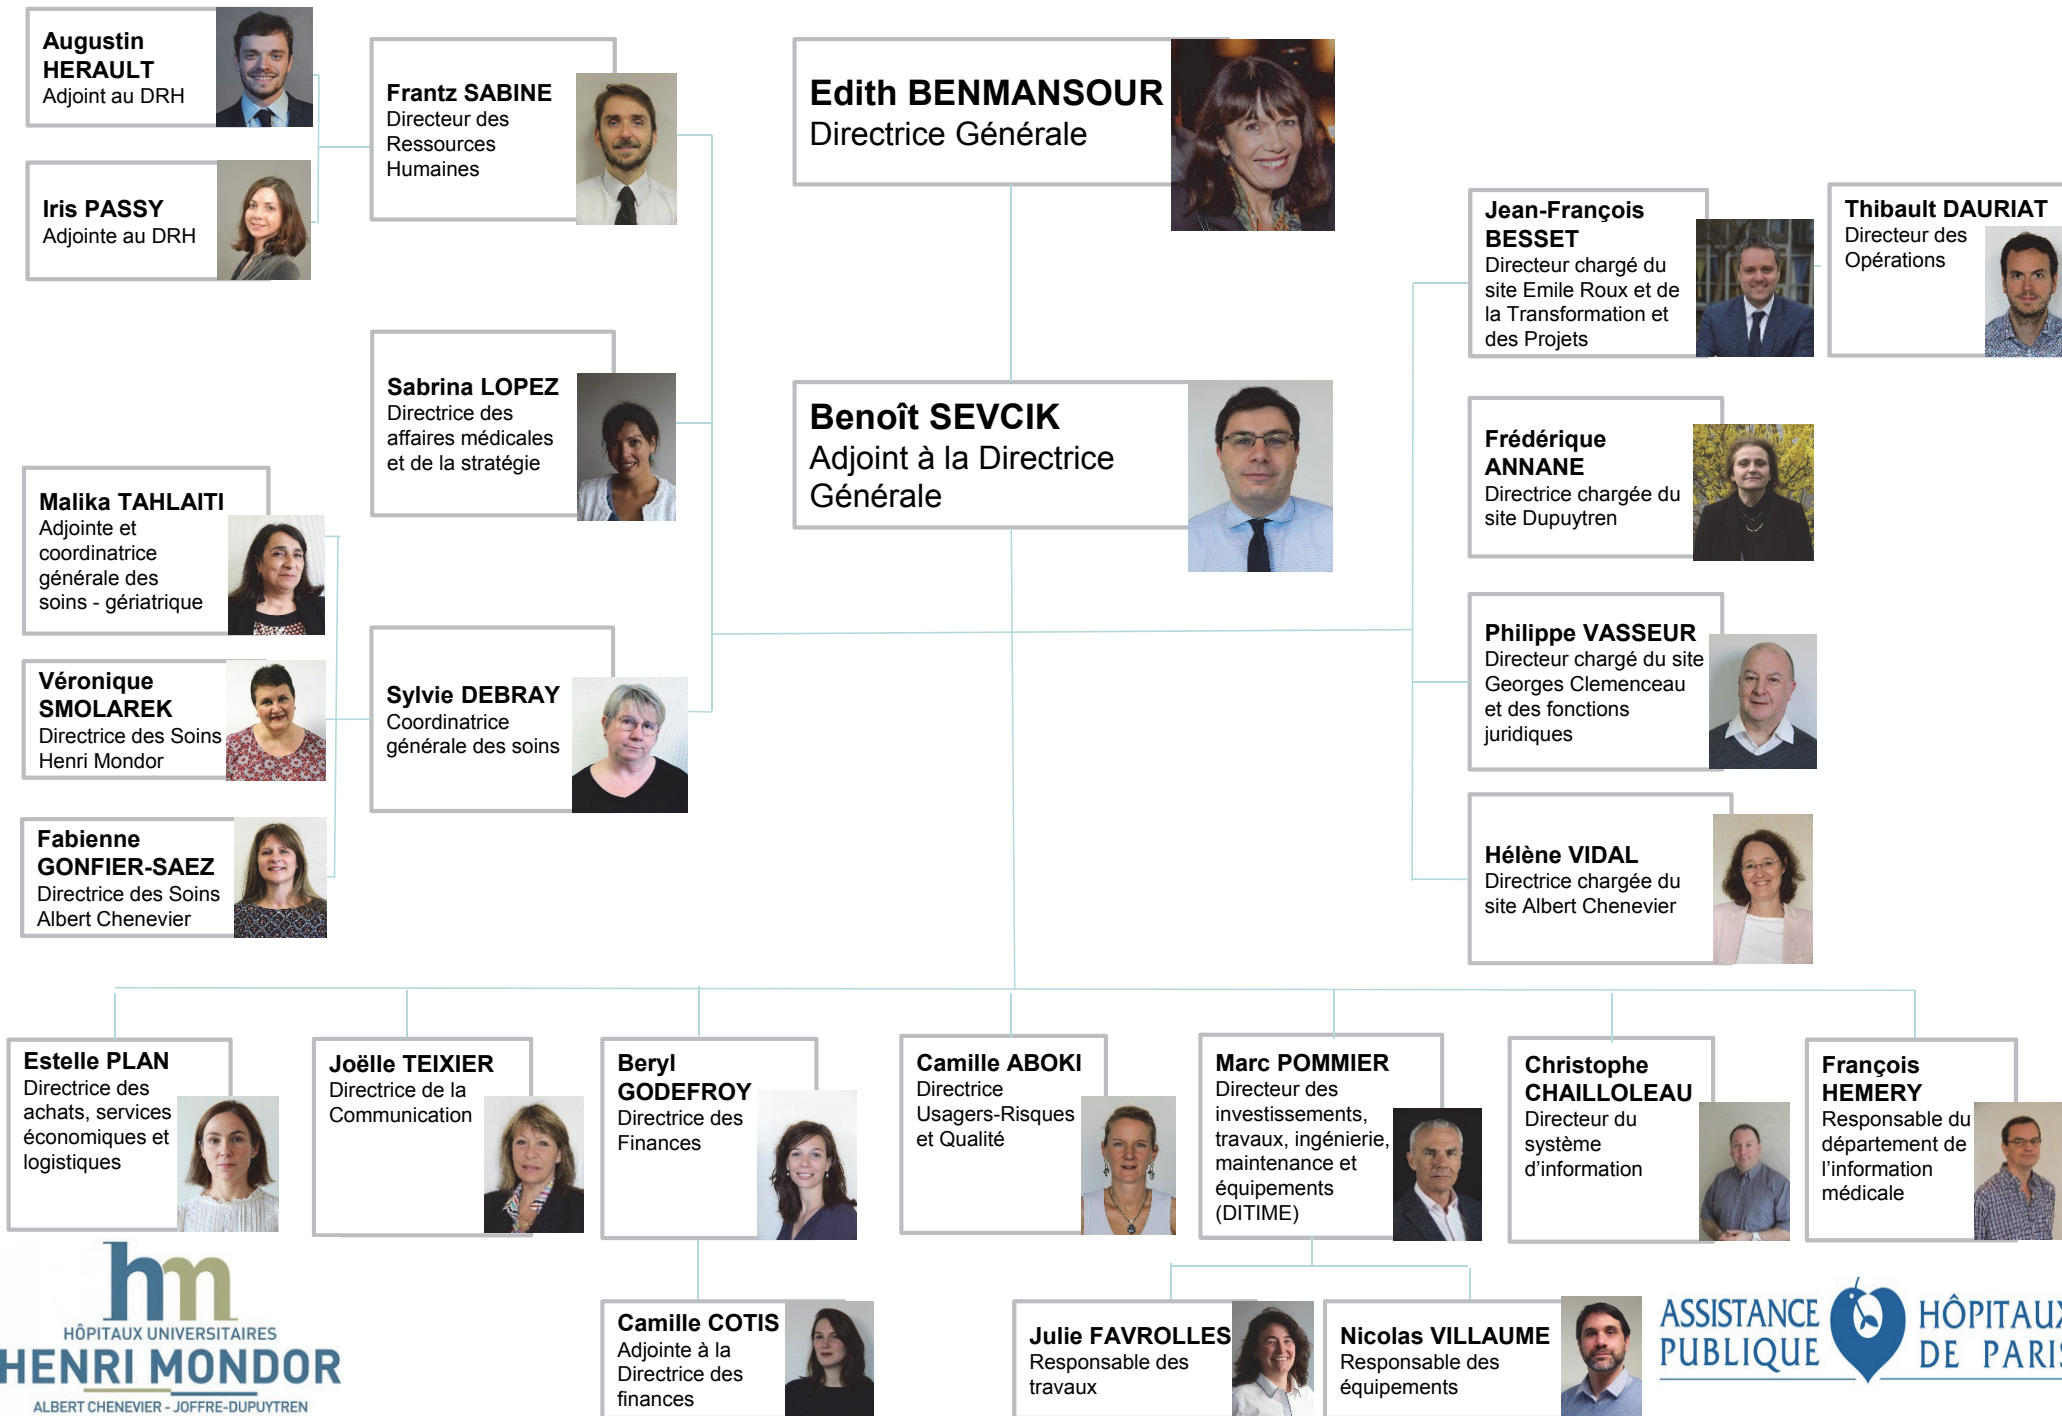 Augustin
HERAULT
Adjoint au DRH
Iris PASSY
Adjointe au DRH
Frantz SABINE
Directeur des
Ressources
Humaines
Edith BENMANSOUR
Directrice Générale
Jean-François
BESSET
Directeur chargé du
site Emile Roux et de
la Transformation et
des Projets
Thibault DAURIAT
Directeur des
Opérations
Sabrina LOPEZ
Directrice des
affaires médicales
et de la stratégie
Benoît SEVCIK
Adjoint à la Directrice
Générale
Frédérique
ANNANE
Directrice chargée du
site Dupuytren
Malika TAHLAITI
Adjointe et
coordinatrice
générale des
soins - gériatrique
Véronique
SMOLAREK
Directrice des Soins
Henri Mondor
Fabienne
GONFIER-SAEZ
Directrice des Soins
Albert Chenevier
Sylvie DEBRAY
Coordinatrice
générale des soins
Philippe VASSEUR
Directeur chargé du site
Georges Clemenceau
et des fonctions
juridiques
Hélène VIDAL
Directrice chargée du
site Albert Chenevier
Estelle PLAN
Directrice des
achats, services
économiques et
logistiques
Joëlle TEIXIER
Directrice de la
Communication
Beryl
GODEFROY
Directrice des
Finances
Camille ABOKI
Directrice
Usagers-Risques
et Qualité
Marc POMMIER
Directeur des
investissements,
travaux, ingénierie,
maintenance et
équipements
(DITIME)
Christophe
CHAILLOLEAU
Directeur du
système
d'information
François
HEMERY
Responsable du
département de
l'information
médicale
Camille COTIS
Adjointe à la
Directrice des
finances
Julie FAVROLLES
Responsable des
travaux
Nicolas VILLAUME
Responsable des
équipements
hm
HÔPITAUX UNIVERSITAIRES
HENRI MONDOR
ALBERT CHENEVIER - JOFFRE-DUPUYTREN
ASSISTANCE HÔPITAUX
PUBLIQUE DE PARIS